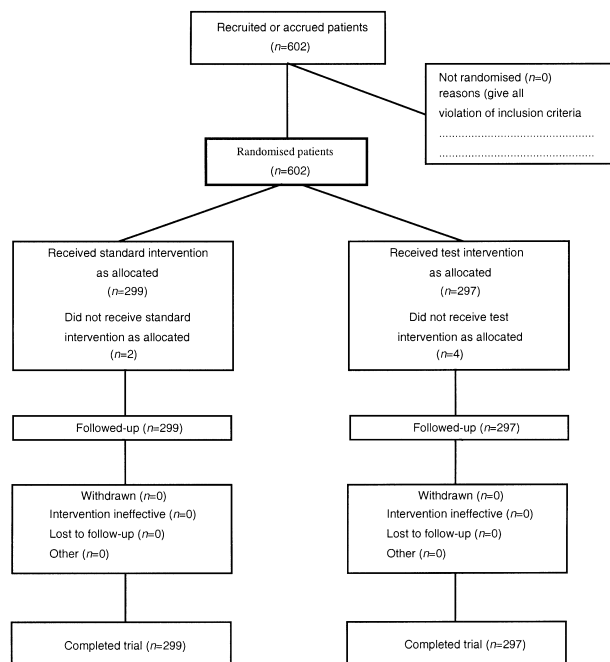 Recruited or accrued patients
(n=602)
Not randomised (n=0)
reasons (give all
violation of inclusion criteria
................................................
................................................
Randomised patients
(n=602)
Received standard intervention
as allocated
(n=299)
Did not receive standard
intervention as allocated
(n=2)
Received test intervention
as allocated
(n=297)
Did not receive test
intervention as allocated
(n=4)
Followed-up (n=299)
Followed-up (n=297)
Withdrawn (n=0)
Intervention ineffective (n=0)
Lost to follow-up (n=0)
Other (n=0)
Withdrawn (n=0)
Intervention ineffective (n=0)
Lost to follow-up (n=0)
Other (n=0)
Completed trial (n=299)
Completed trial (n=297)